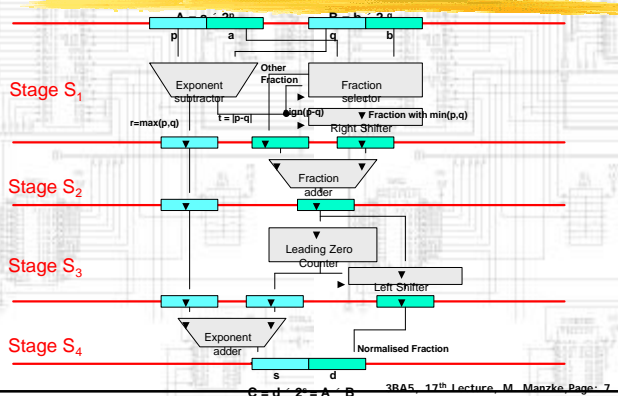 A = a ´ 2p B = b ´ 2q
p a q b
Stage S1
Exponent
subtractor
Other
Fraction
Fraction
selector
r=max(p,q)
t = |p-q|
sign(p-q)
Fraction with min(p,q)
Right Shifter
Stage S2
Fraction
adder
Stage S3
Leading Zero
Counter
Left Shifter
Stage S4
Exponent
adder
Normalised Fraction
s d
C = d ´ 2s = A ´ B
3BA5, 17th Lecture, M. Manzke,Page: 7